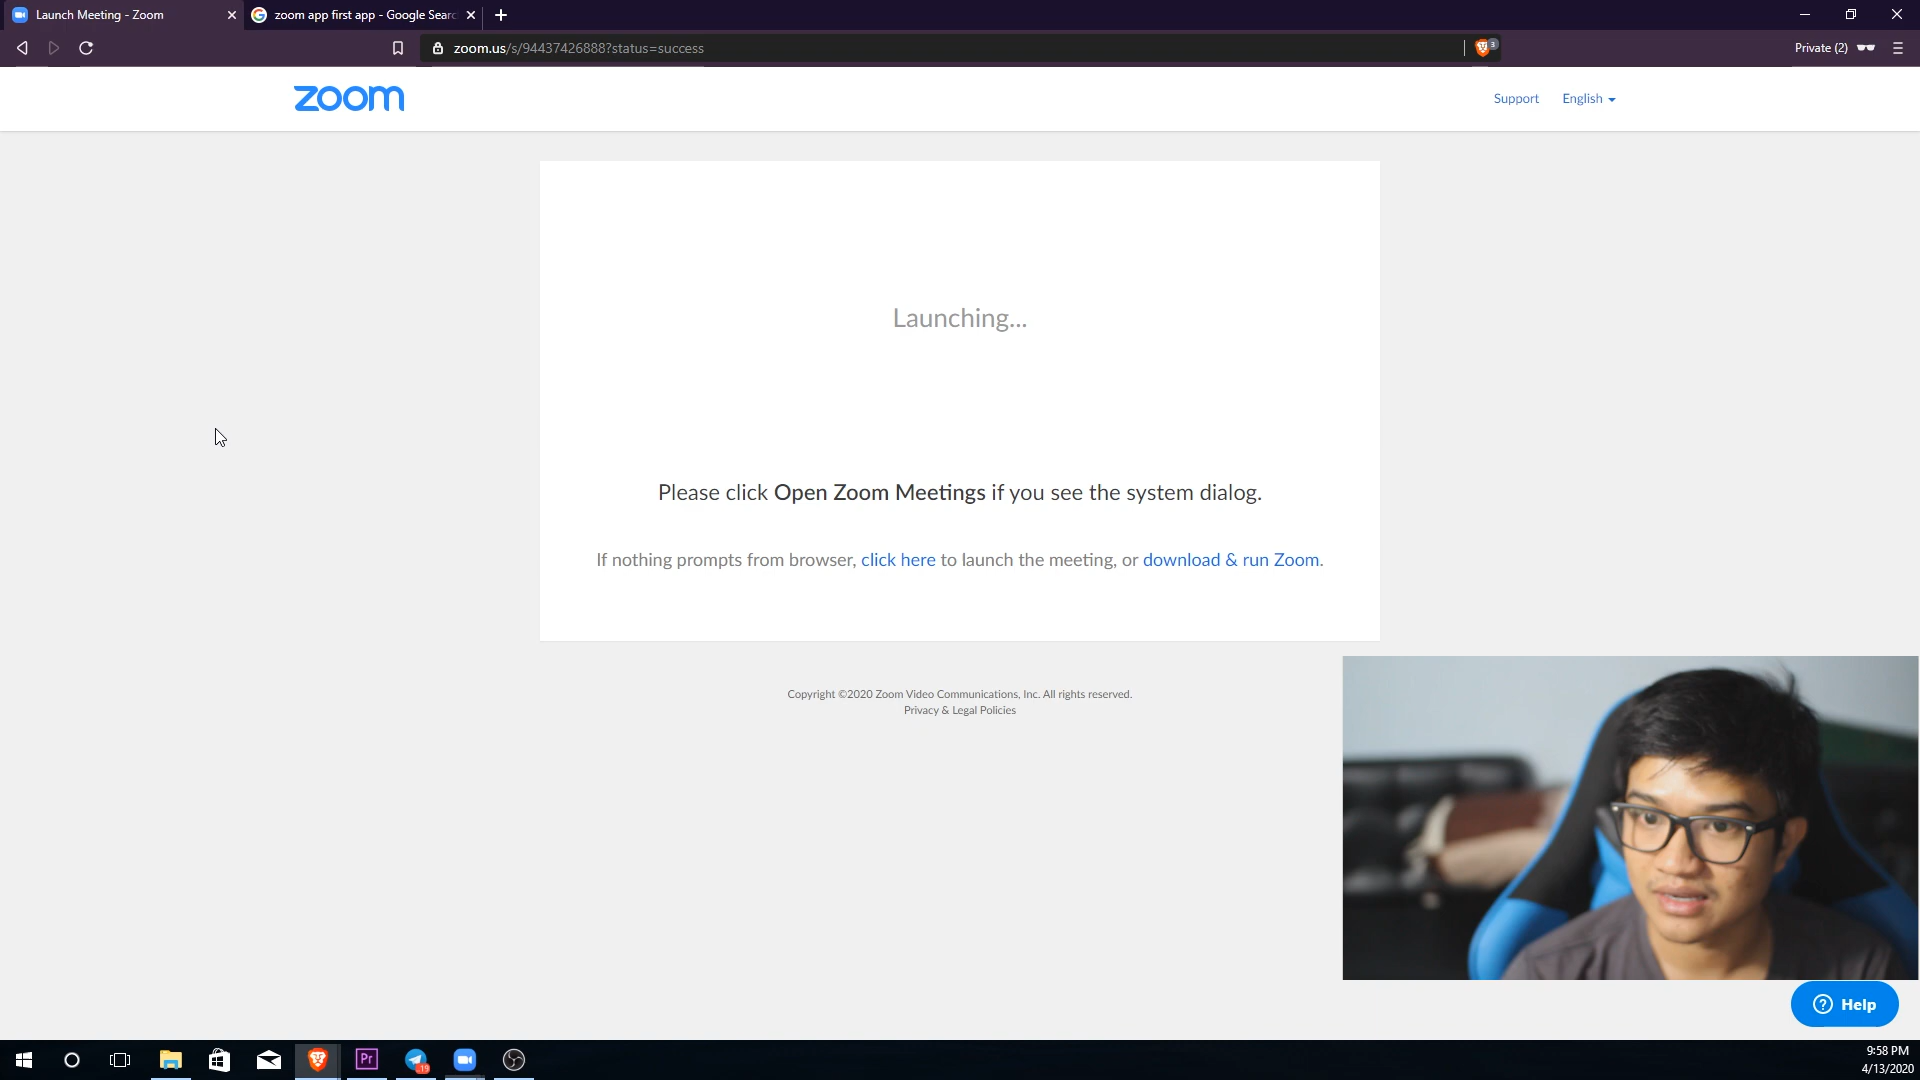 Launch Meeting - Zoom
zoom app first app - Google Searc
zoom.us/s/94437426888?status=success
3
Private (2)
zoom
Support
English
Launching...
Please click Open Zoom Meetings if you see the system dialog.
If nothing prompts from browser, click here to launch the meeting, or download & run Zoom.
Copyright ©2020 Zoom Video Communications, Inc. All rights reserved.
Privacy & Legal Policies
? Help
Pr
19
9:58 PM
4/13/2020